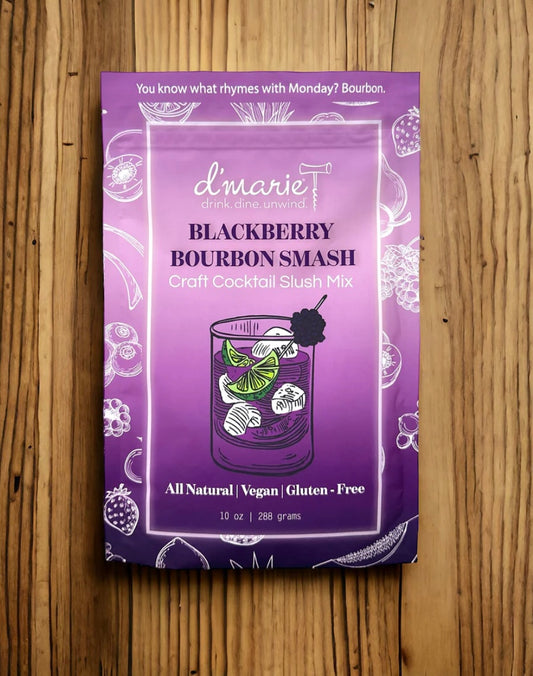 You know what rhymes with Monday? Bourbon.
d'marie
drink. dine. unwind.
BLACKBERRY
BOURBON SMASH
Craft Cocktail Slush Mix
All Natural | Vegan | Gluten - Free
10 oz | 288 grams